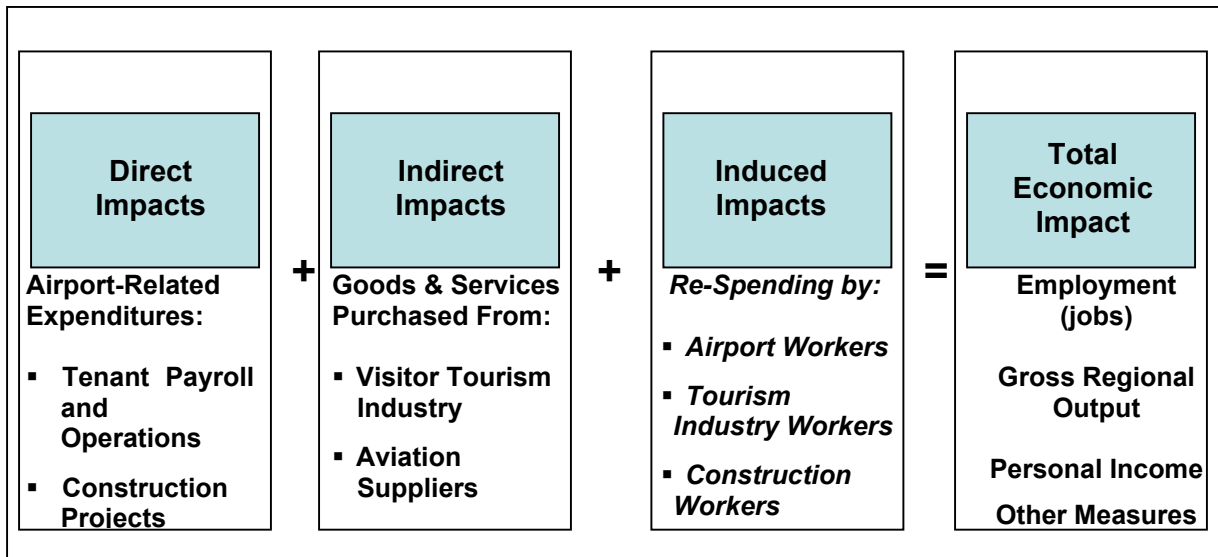 Direct
Impacts
Airport-Related
Expenditures:
▪ Tenant Payroll
and
Operations
▪ Construction
Projects
+
Indirect
Impacts
Goods & Services
Purchased From:
▪ Visitor Tourism
Industry
▪ Aviation
Suppliers
+
Induced
Impacts
Re-Spending by:
▪ Airport Workers
▪ Tourism
Industry Workers
▪ Construction
Workers
=
Total
Economic
Impact
Employment
(jobs)
Gross Regional
Output
Personal Income
Other Measures